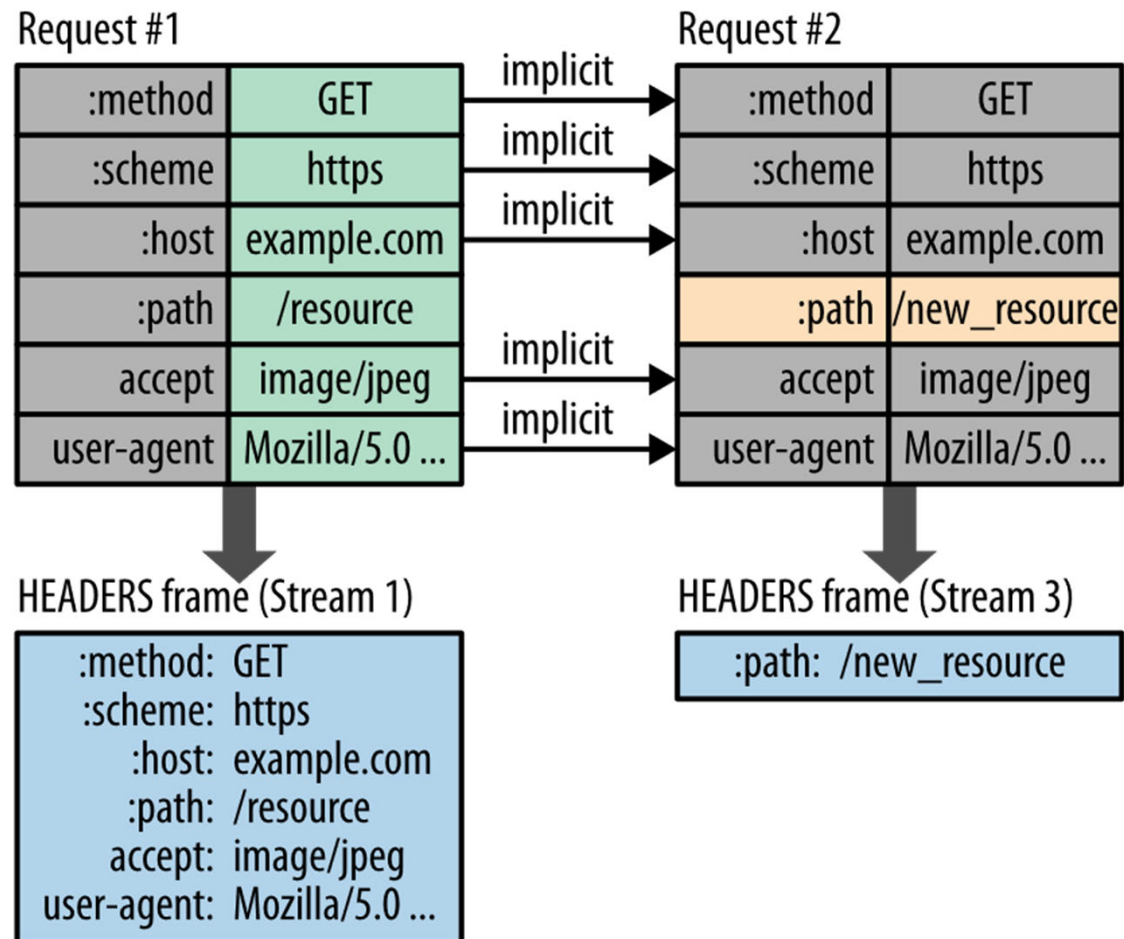 Request #1
:method GET
:scheme https
:host example.com
:path /resource
accept image/jpeg
user-agent Mozilla/5.0 ...
implicit
implicit
implicit
implicit
implicit
Request #2
:method GET
:scheme https
:host example.com
:path /new_resource
accept image/jpeg
user-agent Mozilla/5.0 ...
HEADERS frame (Stream 1)
:method: GET
:scheme: https
:host: example.com
:path: /resource
accept: image/jpeg
user-agent: Mozilla/5.0 ...
HEADERS frame (Stream 3)
:path: /new_resource